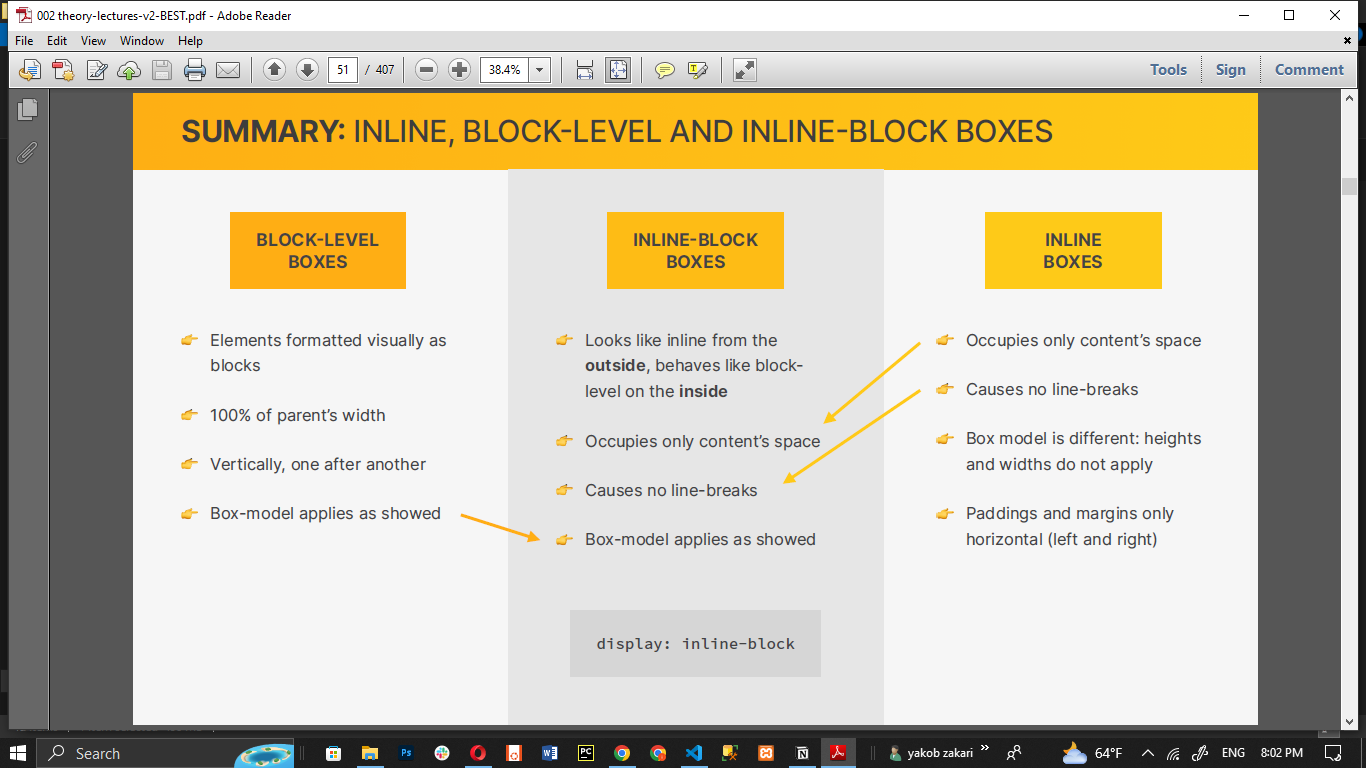 002 theory-lectures-v2-BEST.pdf - Adobe Reader
File Edit View Window Help
51 / 407 38.4% Tools Sign Comment
SUMMARY: INLINE, BLOCK-LEVEL AND INLINE-BLOCK BOXES
BLOCK-LEVEL
BOXES
Elements formatted visually as
blocks
100% of parent's width
Vertically, one after another
Box-model applies as showed
INLINE-BLOCK
BOXES
Looks like inline from the
outside, behaves like block-
level on the inside
Occupies only content's space
Causes no line-breaks
Box-model applies as showed
display: inline-block
INLINE
BOXES
Occupies only content's space
Causes no line-breaks
Box model is different: heights
and widths do not apply
Paddings and margins only
horizontal (left and right)
Search yakob zakari 64°F ENG 8:02 PM